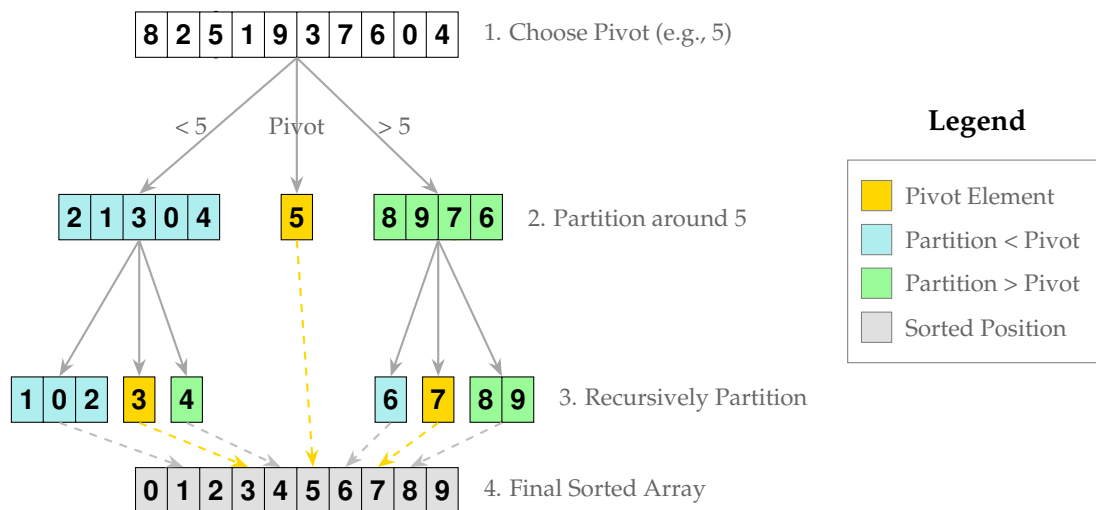 8 2 5 1 9 3 7 6 0 4
1. Choose Pivot (e.g., 5)
< 5
Pivot
> 5
2 1 3 0 4
5
8 9 7 6
2. Partition around 5
1 0 2
3
4
6
7
8 9
3. Recursively Partition
0 1 2 3 4 5 6 7 8 9
4. Final Sorted Array
Legend
Pivot Element
Partition < Pivot
Partition > Pivot
Sorted Position